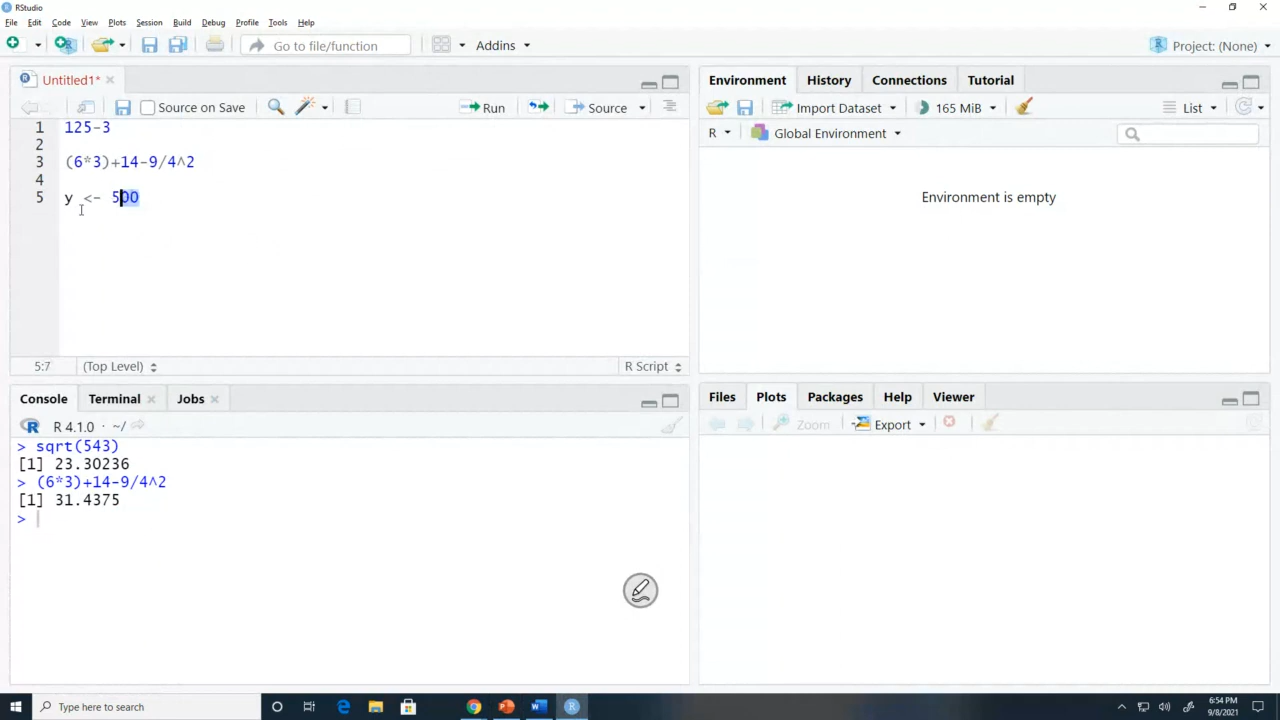 RStudio
File Edit Code View Plots Session Build Debug Profile Tools Help
Go to file/function Addins Project: (None)
Untitled1*
Source on Save Run Source
1 125-3
2
3 (6*3)+14-9/4^2
4
5 y <- 500
5:7 (Top Level) R Script
Console Terminal Jobs
R 4.1.0 · ~/
> sqrt(543)
[1] 23.30236
> (6*3)+14-9/4^2
[1] 31.4375
>
Environment History Connections Tutorial
Import Dataset 165 MiB List
R Global Environment
Environment is empty
Files Plots Packages Help Viewer
Zoom Export
Type here to search
6:54 PM
9/8/2021